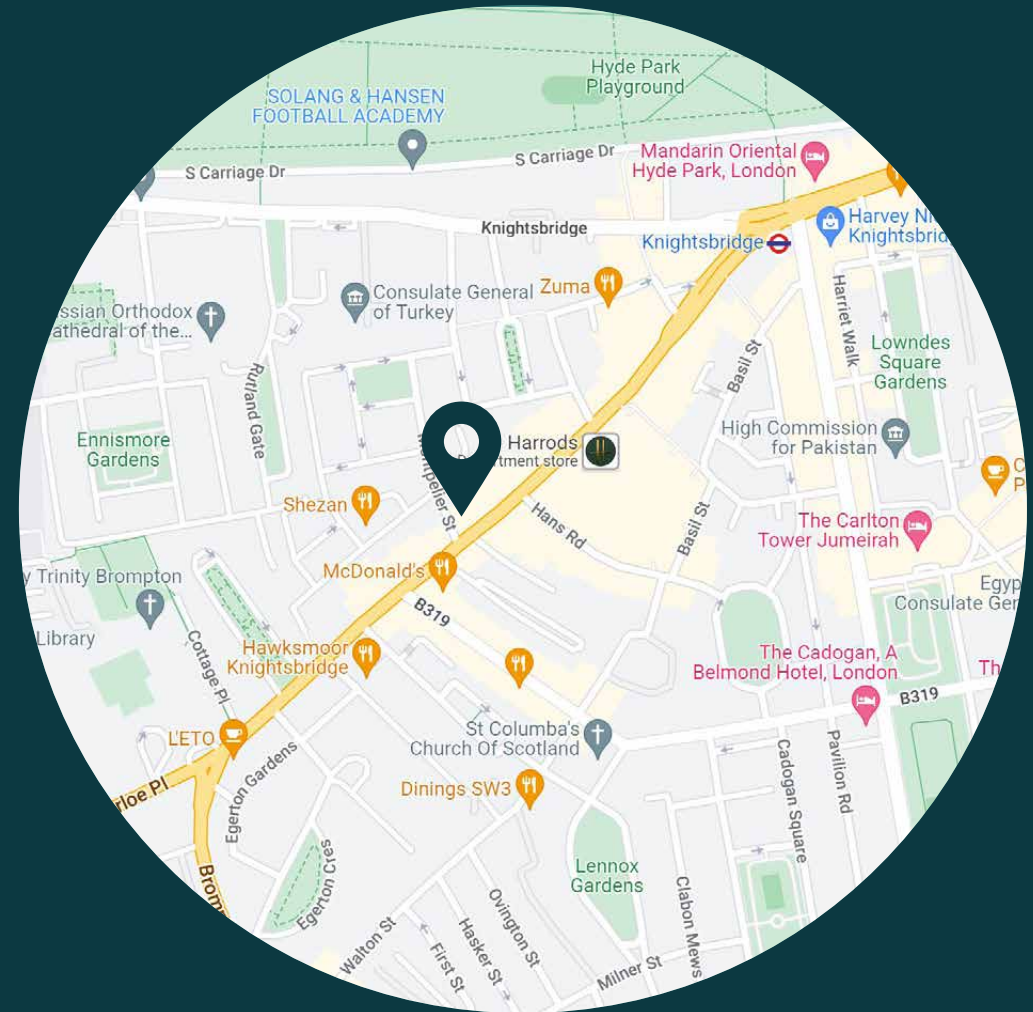 Hyde Park
Playground
SOLANG & HANSEN
FOOTBALL ACADEMY
S Carriage Dr
S Carriage Dr
Mandarin Oriental
Hyde Park, London
Knightsbridge
Knightsbridge
Harvey Ni
Knightsbrid
Consulate General
of Turkey
Zuma
ssian Orthodox
athedral of the...
Rutland Gate
Harriet Walk
Basil St
Lowndes
Square
Gardens
Ennismore
Gardens
Harrods
tment store
High Commission
for Pakistan
Shezan
Hans Rd
Basil St
The Carlton
Tower Jumeirah
McDonald's
y Trinity Brompton
B319
Egyp
Consulate Ger
Library
Cottage Pl
Hawksmoor
Knightsbridge
The Cadogan, A
Belmond Hotel, London
Th
B319
L'ETO
St Columba's
Church Of Scotland
Dinings SW3
rloe Pl
Egerton Gardens
Cadogan Square
Pavilion Rd
Egerton Cres
Brom
Lennox
Gardens
Clabon Mews
Ovington St
Hasker St
First St
Walton St
Milner St